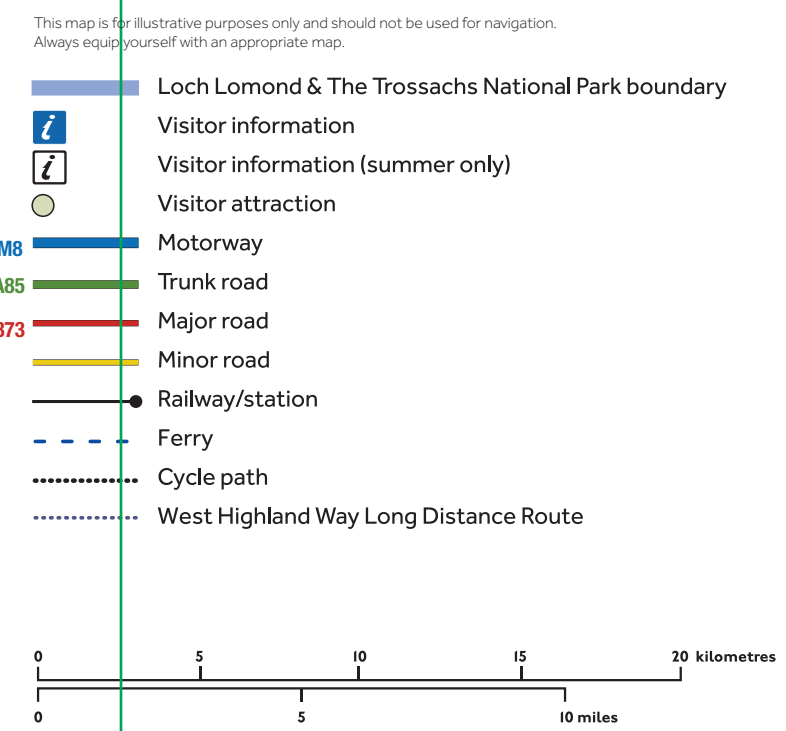 This map is for illustrative purposes only and should not be used for navigation.
Always equip yourself with an appropriate map.
Loch Lomond & The Trossachs National Park boundary
i Visitor information
i Visitor information (summer only)
Visitor attraction
M8 Motorway
A85 Trunk road
873 Major road
Minor road
Railway/station
Ferry
Cycle path
West Highland Way Long Distance Route
0 5 10 15 20 kilometres
0 5 10 miles